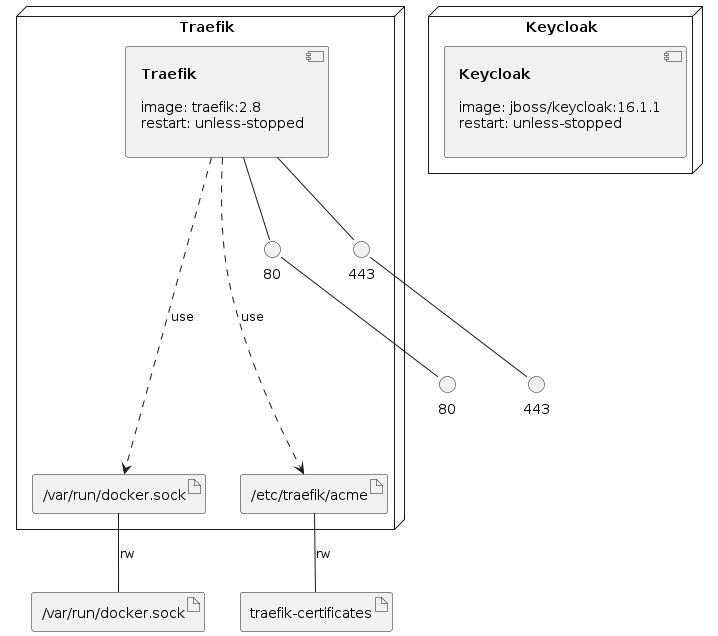 Traefik
Traefik
image: traefik:2.8
restart: unless-stopped
Keycloak
Keycloak
image: jboss/keycloak:16.1.1
restart: unless-stopped
80
443
use
use
80
443
/var/run/docker.sock
/etc/traefik/acme
rw
rw
/var/run/docker.sock
traefik-certificates